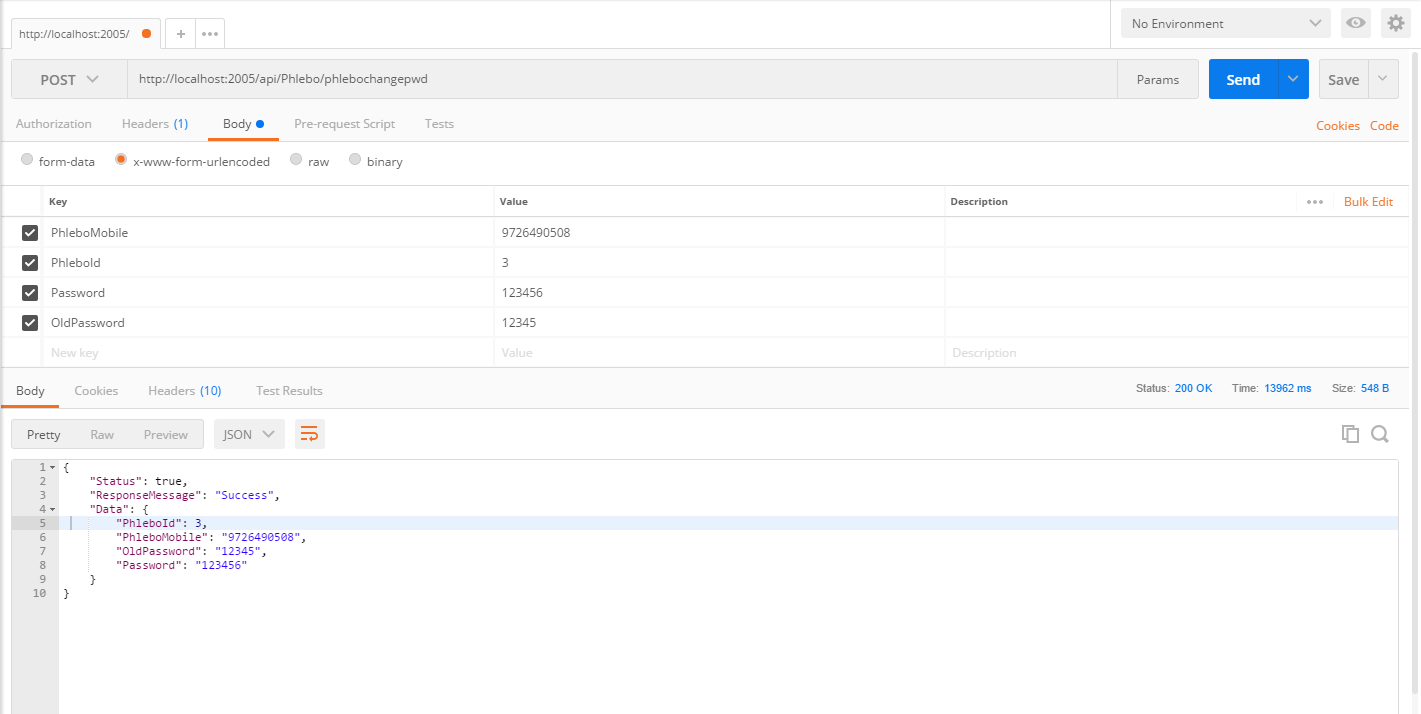 http://localhost:2005/ + ••• No Environment
POST http://localhost:2005/api/Phlebo/phlebochangepwd Params Send Save
Authorization Headers (1) Body Pre-request Script Tests Cookies Code
form-data x-www-form-urlencoded raw binary
Key Value Description ••• Bulk Edit
PhleboMobile 9726490508
PhleboId 3
Password 123456
OldPassword 12345
New key Value Description
Body Cookies Headers (10) Test Results Status: 200 OK Time: 13962 ms Size: 548 B
Pretty Raw Preview JSON
1 {
2 "Status": true,
3 "ResponseMessage": "Success",
4 "Data": {
5 "PhleboId": 3,
6 "PhleboMobile": "9726490508",
7 "OldPassword": "12345",
8 "Password": "123456"
9 }
10 }